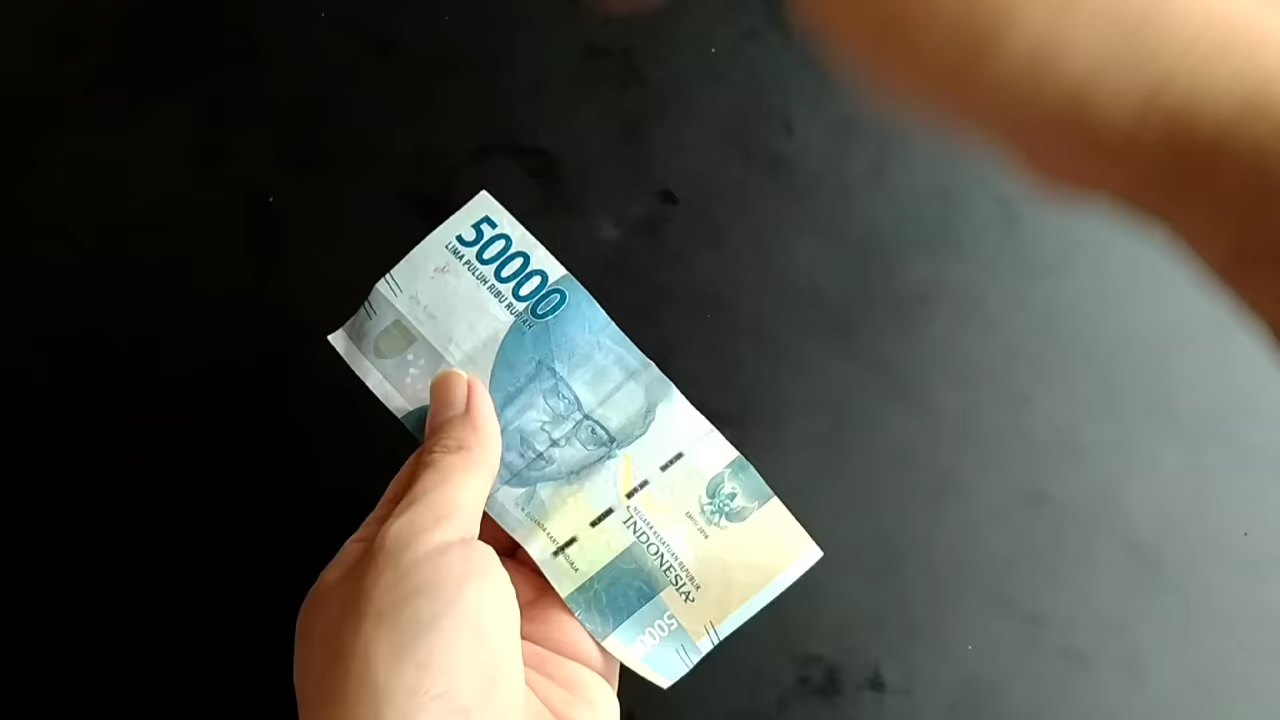 50000
LIMA PULUH RIBU RUPIAH
EMISI 2016
NEGARA KESATUAN REPUBLIK
INDONESIA